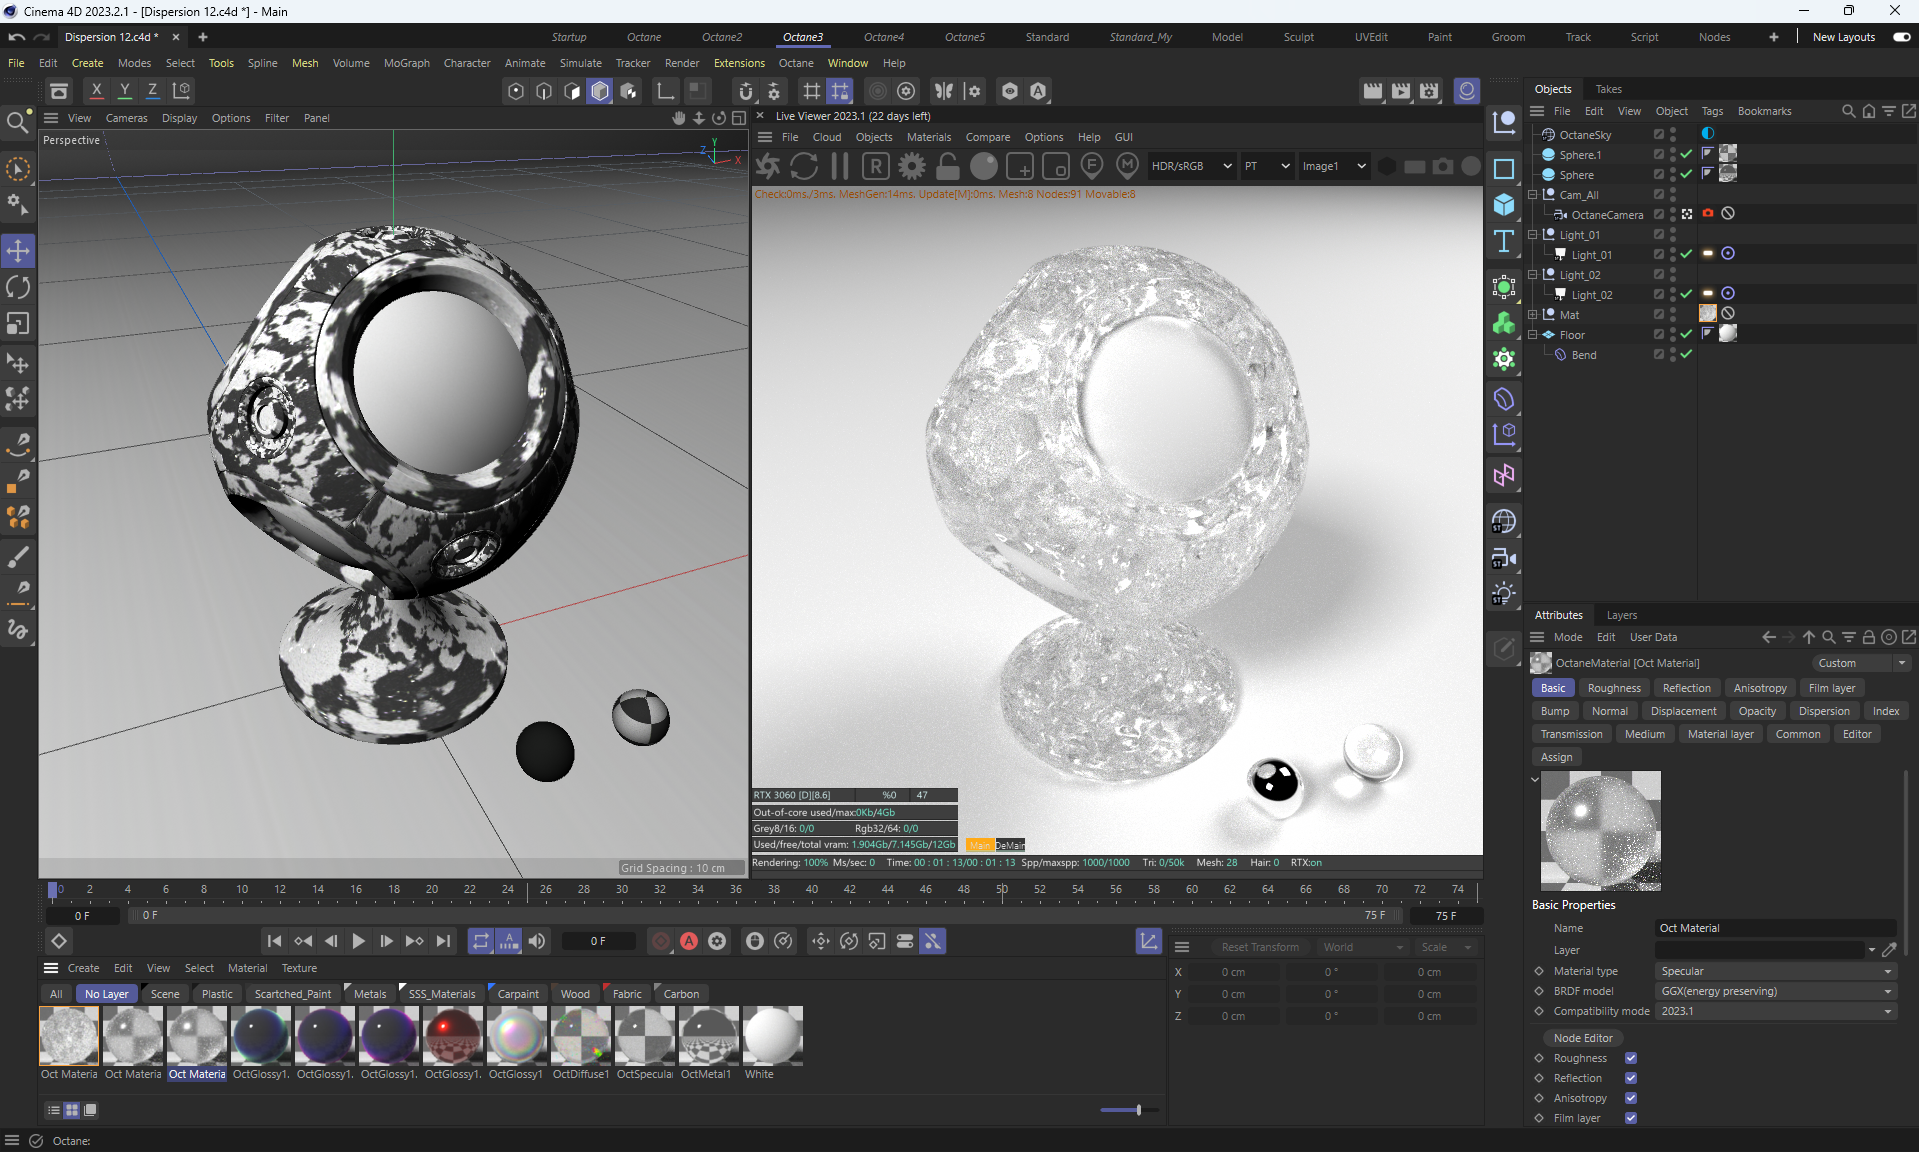 Cinema 4D 2023.2.1 - [Dispersion 12.c4d *] - Main
Dispersion 12.c4d *
Startup Octane Octane2 Octane3 Octane4 Octane5 Standard Standard_My Model Sculpt UVEdit Paint Groom Track Script Nodes New Layouts
File Edit Create Modes Select Tools Spline Mesh Volume MoGraph Character Animate Simulate Tracker Render Extensions Octane Window Help
X Y Z
View Cameras Display Options Filter Panel
Perspective
Z Y X
Grid Spacing : 10 cm
Live Viewer 2023.1 (22 days left)
File Cloud Objects Materials Compare Options Help GUI
HDR/sRGB PT Image1
Check:0ms./3ms. MeshGen:14ms. Update[M]:0ms. Mesh:8 Nodes:91 Movable:8
RTX 3060 [D][8.6] %0 47
Out-of-core used/max:0Kb/4Gb
Grey8/16: 0/0 Rgb32/64: 0/0
Used/free/total vram: 1.904Gb/7.145Gb/12Gb
Main DeMain
Rendering: 100% Ms/sec: 0 Time: 00 : 01 : 13/00 : 01 : 13 Spp/maxspp: 1000/1000 Tri: 0/50k Mesh: 28 Hair: 0 RTX:on
Objects Takes
File Edit View Object Tags Bookmarks
OctaneSky
Sphere.1
Sphere
Cam_All
OctaneCamera
Light_01
Light_01
Light_02
Light_02
Mat
Floor
Bend
Attributes Layers
Mode Edit User Data
OctaneMaterial [Oct Material] Custom
Basic Roughness Reflection Anisotropy Film layer
Bump Normal Displacement Opacity Dispersion Index
Transmission Medium Material layer Common Editor
Assign
Basic Properties
Name Oct Material
Layer
Material type Specular
BRDF model GGX(energy preserving)
Compatibility mode 2023.1
Node Editor
Roughness
Reflection
Anisotropy
Film layer
0 2 4 6 8 10 12 14 16 18 20 22 24 26 28 30 32 34 36 38 40 42 44 46 48 50 52 54 56 58 60 62 64 66 68 70 72 74
0 F 0 F 75 F 75 F
0 F
Create Edit View Select Material Texture
All No Layer Scene Plastic Scartched_Paint Metals SSS_Materials Carpaint Wood Fabric Carbon
Oct Materia Oct Materia Oct Materia OctGlossy1. OctGlossy1. OctGlossy1. OctGlossy1. OctGlossy1 OctDiffuse1 OctSpecula OctMetal1 White
Reset Transform World Scale
X 0 cm 0 ° 0 cm
Y 0 cm 0 ° 0 cm
Z 0 cm 0 ° 0 cm
Octane: